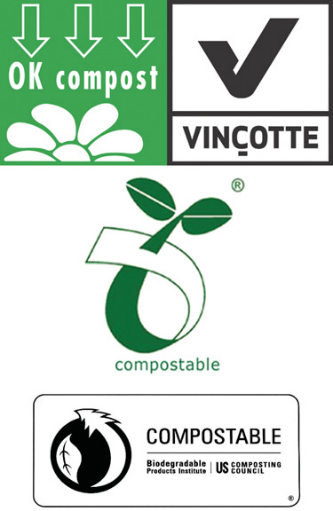 OK compost
VINÇOTTE
®
compostable
COMPOSTABLE
Biodegradable
Products Institute
US COMPOSTING
COUNCIL
®